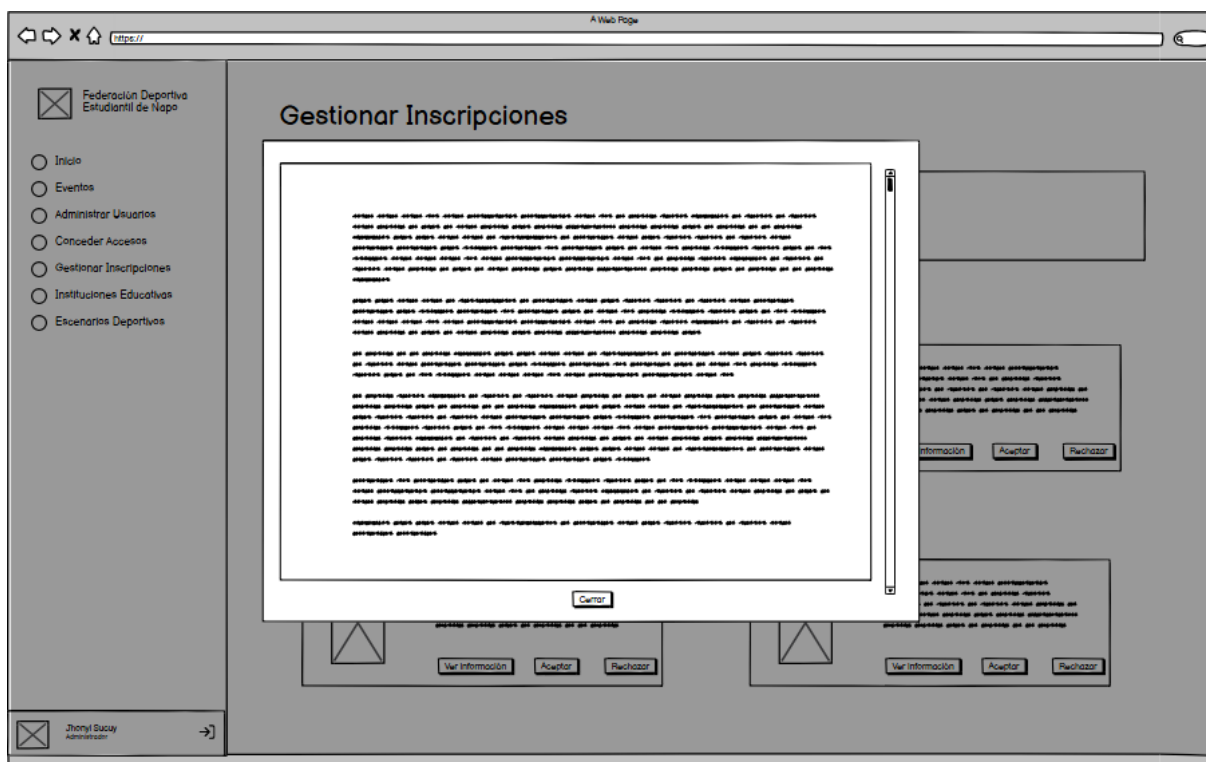 A Web Page
https://
Federación Deportiva
Estudiantil de Napo
Inicio
Eventos
Administrar Usuarios
Conceder Accesos
Gestionar Inscripciones
Instituciones Educativas
Escenarios Deportivos
Jhonyl Sucuy
Administrador
Gestionar Inscripciones
Cerrar
nformación
Aceptar
Rechazar
Ver Información
Aceptar
Rechazar
Ver Información
Aceptar
Rechazar